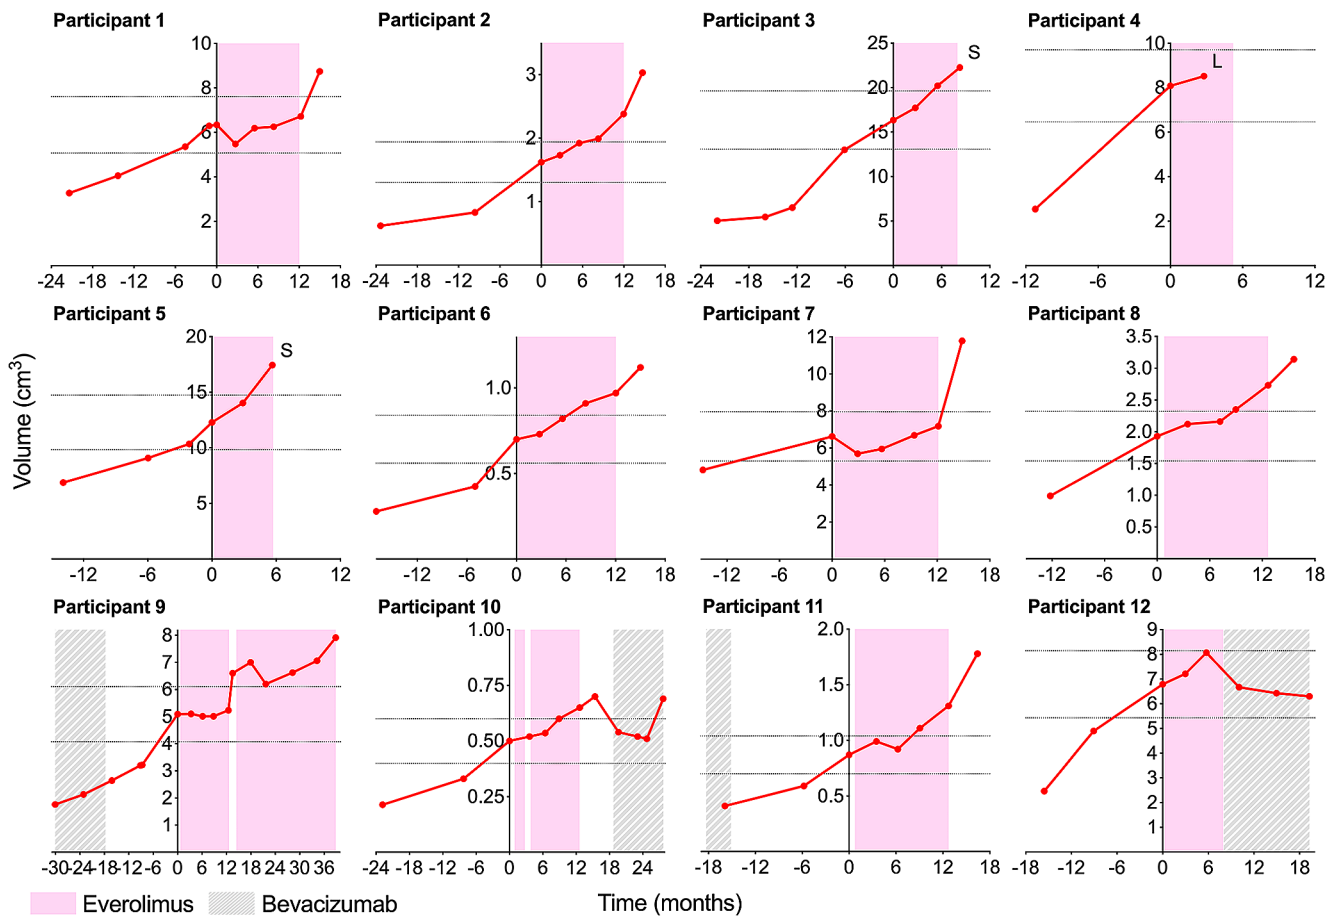 Participant 1
Participant 2
Participant 3
Participant 4
10
8
6
4
2
-24 -18 -12 -6 0 6 12 18
3
2
1
-24 -18 -12 -6 0 6 12 18
25
20
15
10
5
S
-24 -18 -12 -6 0 6 12
10
8
6
4
2
L
-12 -6 0 6 12
Participant 5
Participant 6
Participant 7
Participant 8
Volume (cm³)
20
15
10
5
S
-12 -6 0 6 12
1.0
0.5
-12 -6 0 6 12 18
12
10
8
6
4
2
-12 -6 0 6 12 18
3.5
3.0
2.5
2.0
1.5
1.0
0.5
-12 -6 0 6 12 18
Participant 9
Participant 10
Participant 11
Participant 12
8
7
6
5
4
3
2
1
-30 -24 -18 -12 -6 0 6 12 18 24 30 36
1.00
0.75
0.50
0.25
-24 -18 -12 -6 0 6 12 18 24
2.0
1.5
1.0
0.5
-18 -12 -6 0 6 12 18
9
8
7
6
5
4
3
2
1
-18 -12 -6 0 6 12 18
Everolimus Bevacizumab
Time (months)